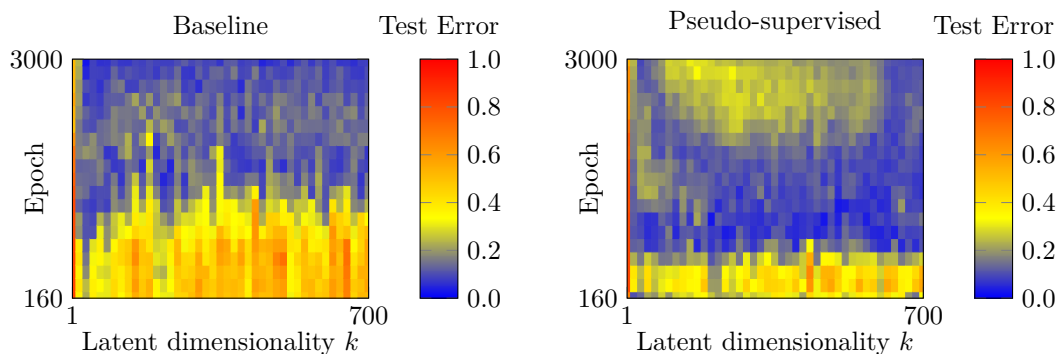 Baseline
Test Error
3000
160
Epoch
1
700
Latent dimensionality k
1.0
0.8
0.6
0.4
0.2
0.0
Pseudo-supervised
Test Error
3000
160
Epoch
1
700
Latent dimensionality k
1.0
0.8
0.6
0.4
0.2
0.0